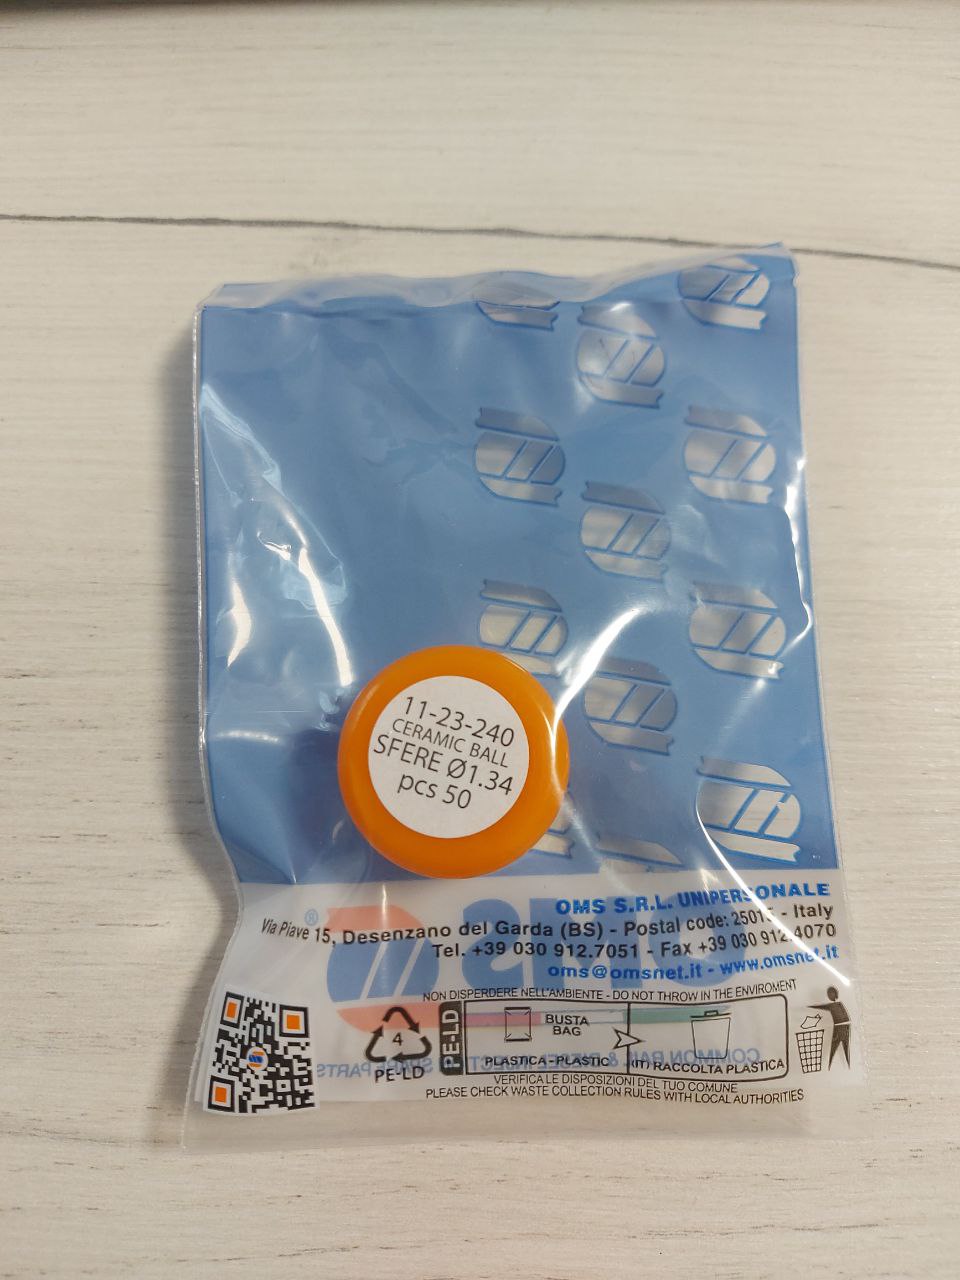 11-23-240
CERAMIC BALL
SFERE Ø1.34
pcs 50
OMS S.R.L. UNIPERSONALE
Via Piave 15, Desenzano del Garda (BS) - Postal code: - Italy
Tel. +39 030 912.7051 - Fax +39 030 912.4070
oms@omsnet.it - www.omsnet.it
NON DISPERDERE NELL'AMBIENTE - DO NOT THROW IN THE ENVIROMENT
4
PE-LD
PE-LD
BUSTA
BAG
PLASTICA - PLASTIC
(IT) RACCOLTA PLASTICA
VERIFICA LE DISPOSIZIONI DEL TUO COMUNE
PLEASE CHECK WASTE COLLECTION RULES WITH LOCAL AUTHORITIES
OMS
®